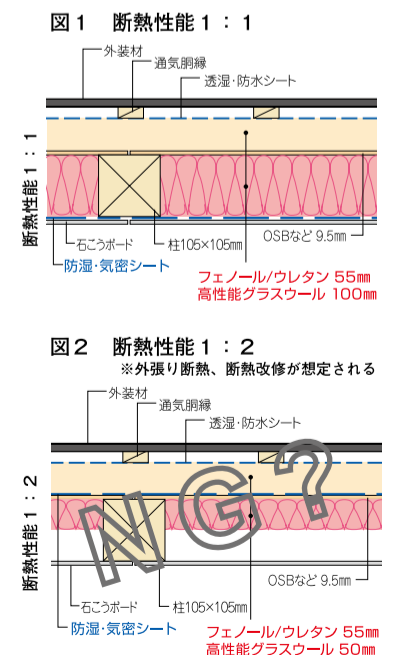 図1 断熱性能1：1
外装材
通気胴縁
透湿・防水シート
断熱性能1：1
石こうボード
柱105×105㎜
OSBなど 9.5㎜
防湿・気密シート
フェノール/ウレタン 55㎜
高性能グラスウール 100㎜
図2 断熱性能1：2
※外張り断熱、断熱改修が想定される
外装材
通気胴縁
透湿・防水シート
NG?
断熱性能1：2
OSBなど 9.5㎜
石こうボード
柱105×105㎜
防湿・気密シート
フェノール/ウレタン 55㎜
高性能グラスウール 50㎜